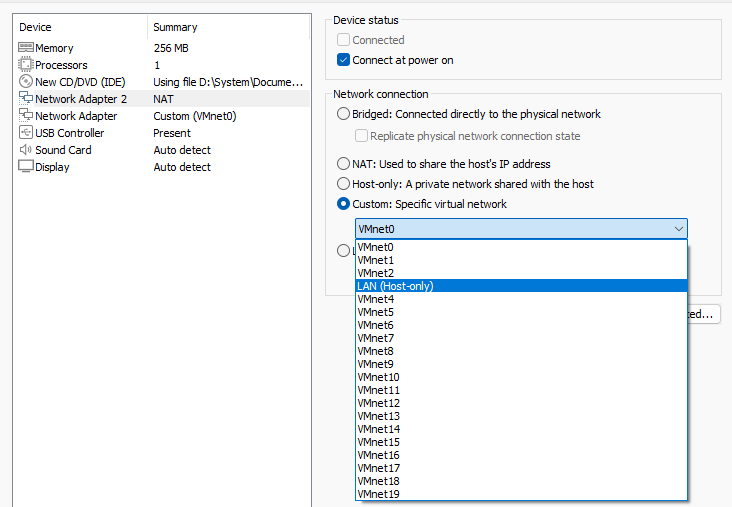 Device Summary
Memory 256 MB
Processors 1
New CD/DVD (IDE) Using file D:\System\Docume...
Network Adapter 2 NAT
Network Adapter Custom (VMnet0)
USB Controller Present
Sound Card Auto detect
Display Auto detect
Device status
Connected
Connect at power on
Network connection
Bridged: Connected directly to the physical network
Replicate physical network connection state
NAT: Used to share the host's IP address
Host-only: A private network shared with the host
Custom: Specific virtual network
VMnet0
VMnet0
VMnet1
VMnet2
LAN (Host-only)
VMnet4
VMnet5
VMnet6
VMnet7
VMnet8
VMnet9
VMnet10
VMnet11
VMnet12
VMnet13
VMnet14
VMnet15
VMnet16
VMnet17
VMnet18
VMnet19